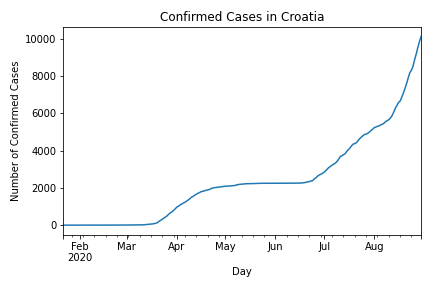 Confirmed Cases in Croatia
Number of Confirmed Cases
10000
8000
6000
4000
2000
0
Feb Mar Apr May Jun Jul Aug
2020
Day